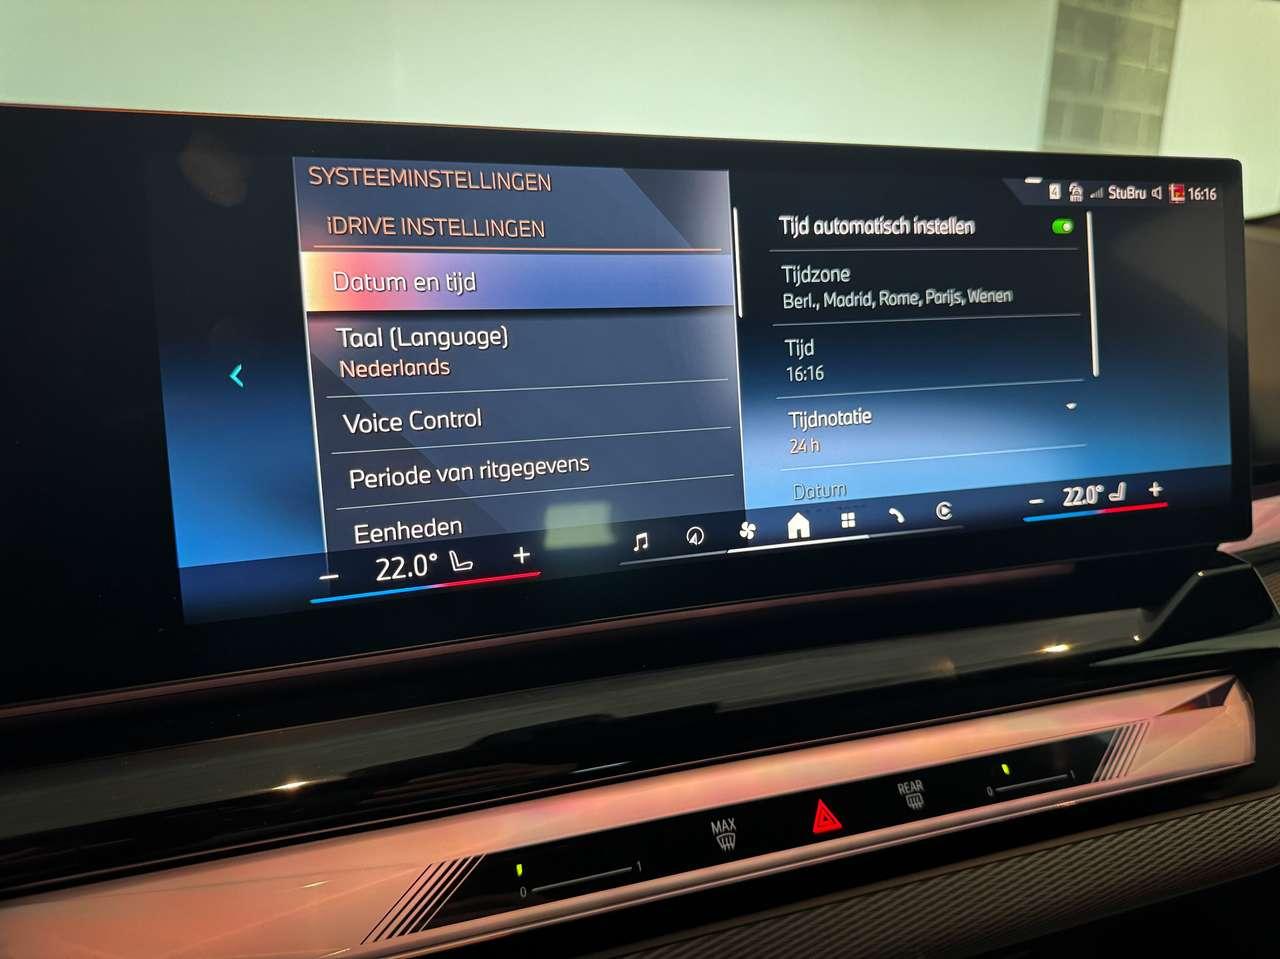 SYSTEEMINSTELLINGEN
iDRIVE INSTELLINGEN
Datum en tijd
Taal (Language)
Nederlands
Voice Control
Periode van ritgegevens
Eenheden
4 StuBru 16:16
Tijd automatisch instellen
Tijdzone
Berl., Madrid, Rome, Parijs, Wenen
Tijd
16:16
Tijdnotatie
24 h
Datum
− 22.0° +
− 22.0° +
MAX
REAR
0 1
0 1